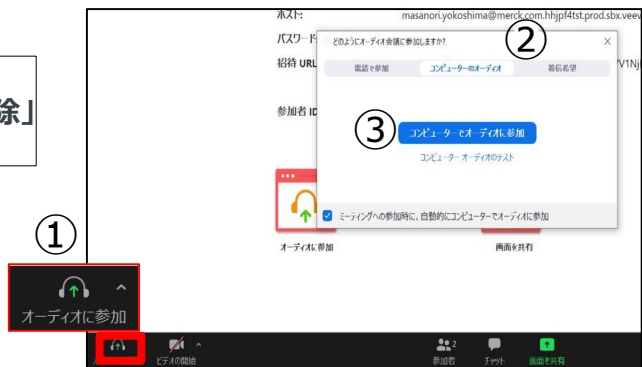 ホスト: masanori.yokoshima@merck.com.hhjpf4tst.prod.sbx.veev
パスワード:
どのようにオーディオ会議に参加しますか?
②
招待 URL
電話で参加 コンピューターのオーディオ 着信希望
V1Njl
除」
参加者 ID
③ コンピューターでオーディオに参加
コンピューター オーディオのテスト
ミーティングへの参加時に、自動的にコンピューターでオーディオに参加
①
オーディオに参加 画面を共有
オーディオに参加
ビデオの開始 参加者 2 チャット 画面を共有